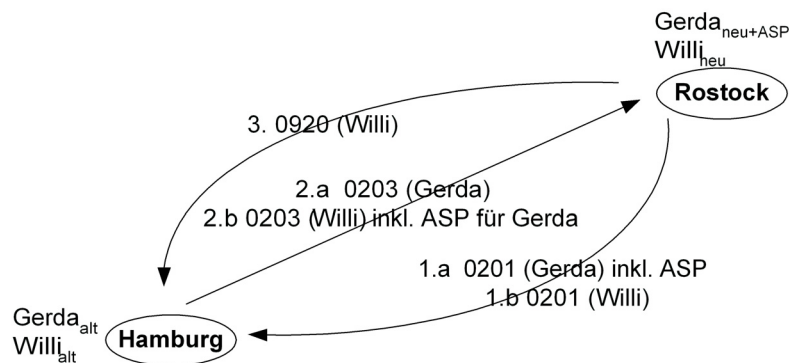 Gerda neu+ASP
Willi neu
Rostock
3. 0920 (Willi)
2.a 0203 (Gerda)
2.b 0203 (Willi) inkl. ASP für Gerda
1.a 0201 (Gerda) inkl. ASP
1.b 0201 (Willi)
Gerda alt
Willi alt
Hamburg